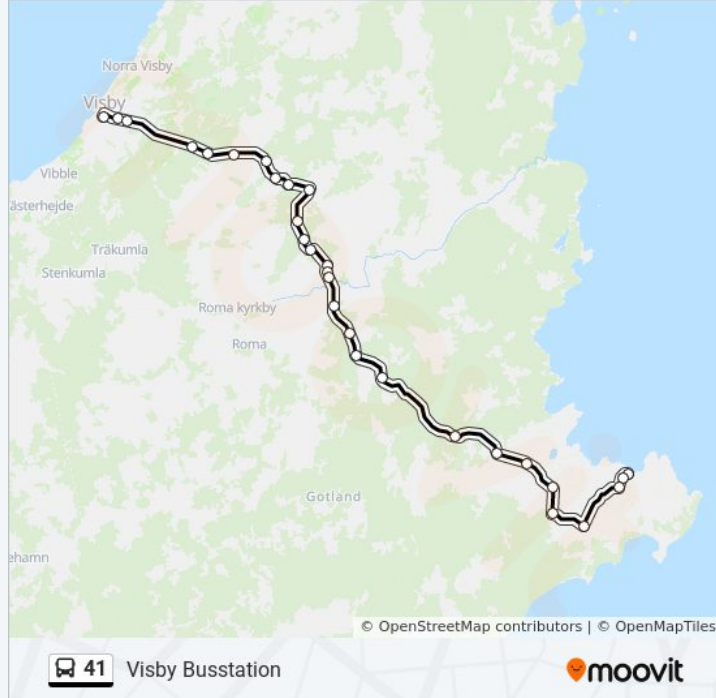 Norra Visby
Visby
Vibble
ästerhejde
Träkumla
Stenkumla
Roma kyrkby
Roma
Gotland
ehamn
© OpenStreetMap contributors | © OpenMapTiles
41 Visby Busstation
moovit